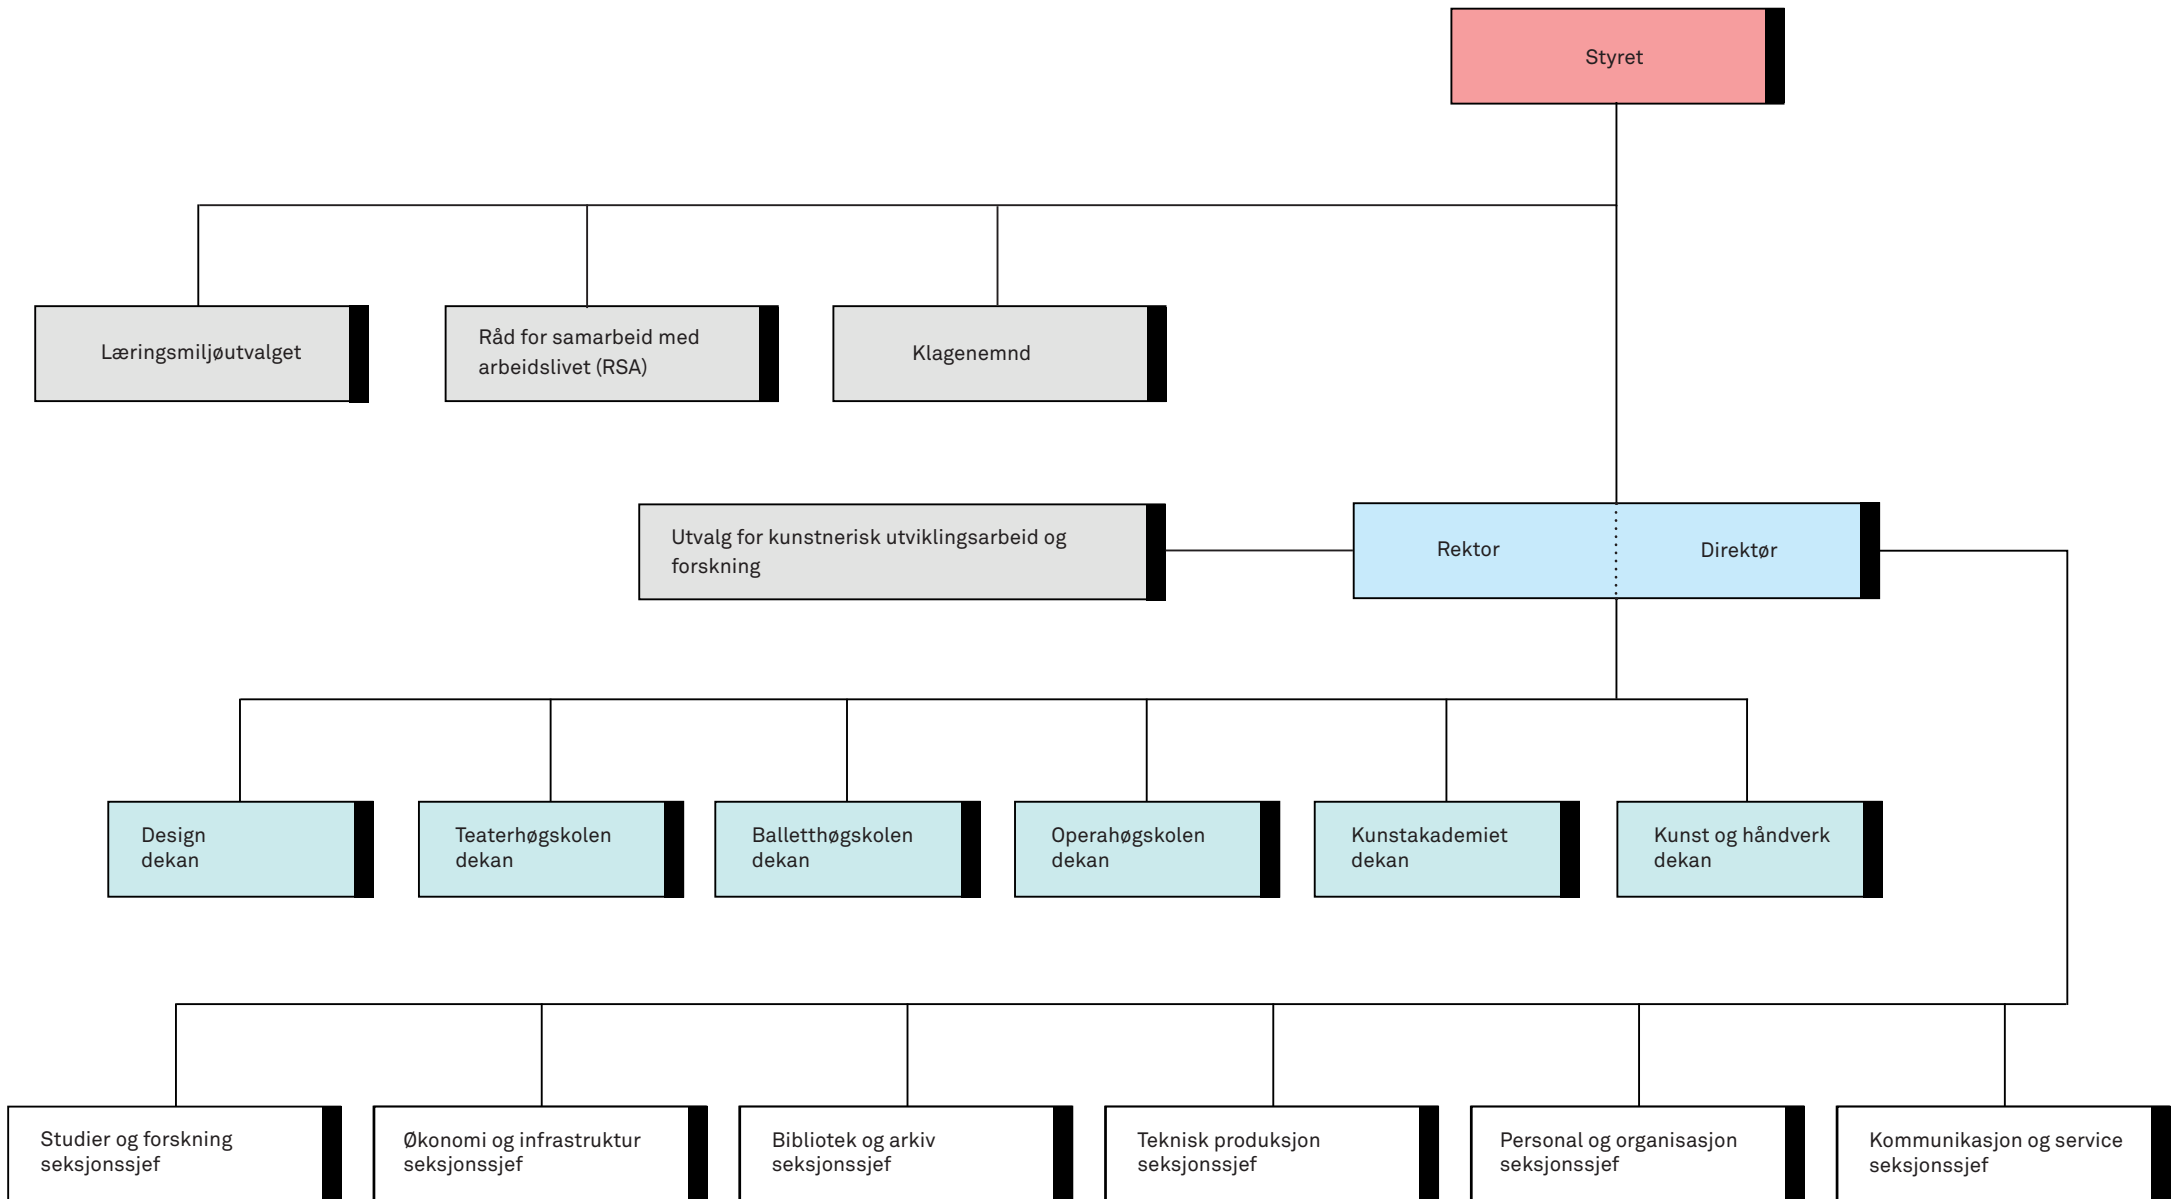 Styret
Læringsmiljøutvalget
Råd for samarbeid med
arbeidslivet (RSA)
Klagenemnd
Utvalg for kunstnerisk utviklingsarbeid og
forskning
Rektor
Direktør
Design
dekan
Teaterhøgskolen
dekan
Balletthøgskolen
dekan
Operahøgskolen
dekan
Kunstakademiet
dekan
Kunst og håndverk
dekan
Studier og forskning
seksjonssjef
Økonomi og infrastruktur
seksjonssjef
Bibliotek og arkiv
seksjonssjef
Teknisk produksjon
seksjonssjef
Personal og organisasjon
seksjonssjef
Kommunikasjon og service
seksjonssjef